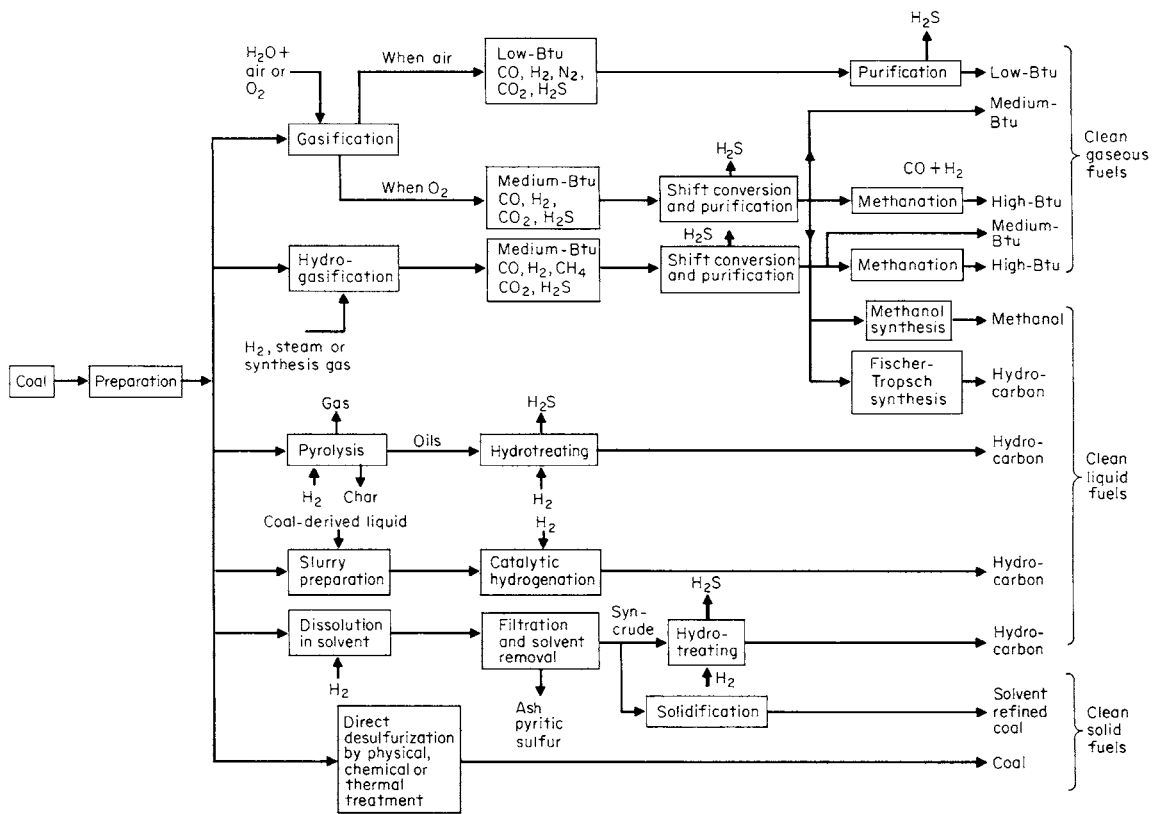 H₂S
H₂O+
air or
O₂
When air
Low-Btu
CO, H₂, N₂,
CO₂, H₂S
Purification
Low-Btu
Medium-
Btu
Gasification
Clean
gaseous
fuels
When O₂
Medium-Btu
CO, H₂,
CO₂, H₂S
H₂S
Shift conversion
and purification
CO + H₂
Methanation
High-Btu
Hydro-
gasification
Medium-Btu
CO, H₂, CH₄
CO₂, H₂S
H₂S
Shift conversion
and purification
Medium-
Btu
Methanation
High-Btu
H₂, steam or
synthesis gas
Methanol
synthesis
Methanol
Coal
Preparation
Fischer-
Tropsch
synthesis
Hydro-
carbon
Gas
Pyrolysis
Oils
H₂S
Hydrotreating
Hydro-
carbon
Clean
liquid
fuels
H₂
Char
H₂
Coal-derived liquid
H₂
Slurry
preparation
Catalytic
hydrogenation
Hydro-
carbon
Dissolution
in solvent
H₂
Filtration
and solvent
removal
Syn-
crude
H₂S
Hydro-
treating
H₂
Hydro-
carbon
Ash
pyritic
sulfur
Solidification
Solvent
refined
coal
Clean
solid
fuels
Direct
desulfurization
by physical,
chemical or
thermal
treatment
Coal